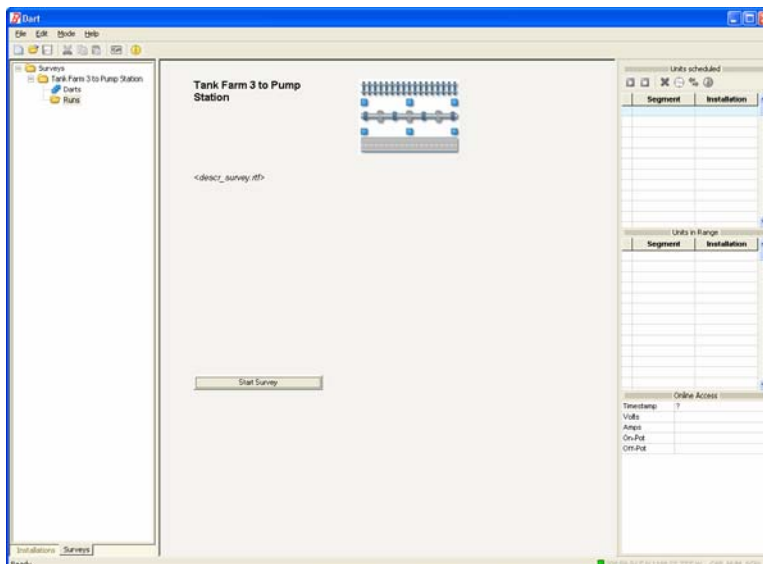 Dart
File Edit Mode Help
Surveys
Tank Farm 3 to Pump Station
Darts
Runs
Tank Farm 3 to Pump
Station
<descr_survey.rtf>
Start Survey
Units scheduled
Segment Installation
Units in Range
Segment Installation
Online Access
Timestamp ?
Volts
Amps
On-Pot
Off-Pot
Installations Surveys
Ready